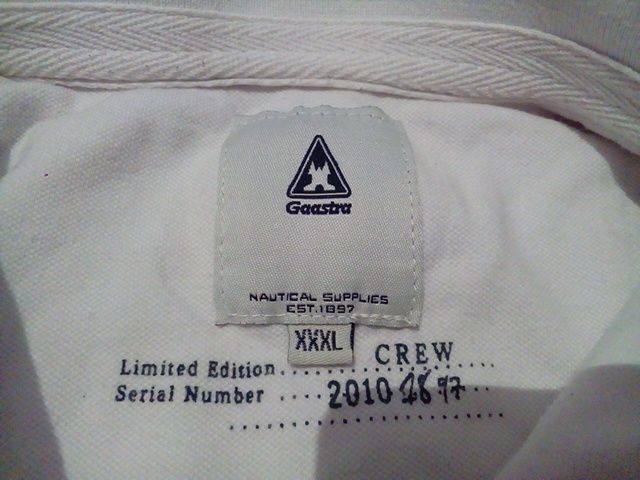 Gaastra
NAUTICAL SUPPLIES
EST.1897
XXXL
Limited Edition.....CREW....
Serial Number ....2010